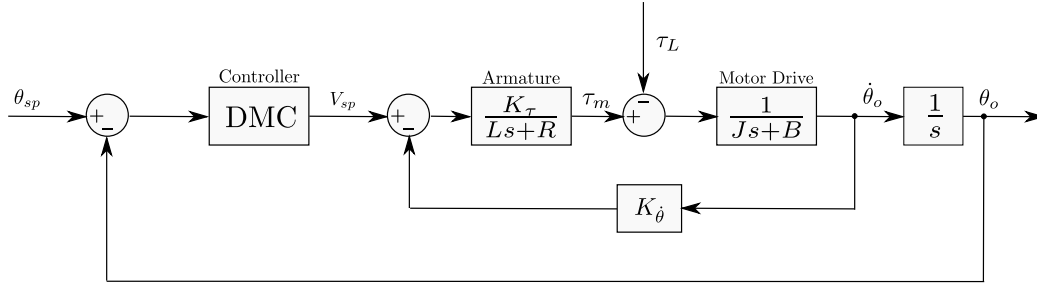 τ_L
Controller
Armature
Motor Drive
θ_sp
+
−
DMC
V_sp
+
−
K_τ
Ls+R
τ_m
−
+
1
Js+B
θ̇_o
1
s
θ_o
K_θ̇